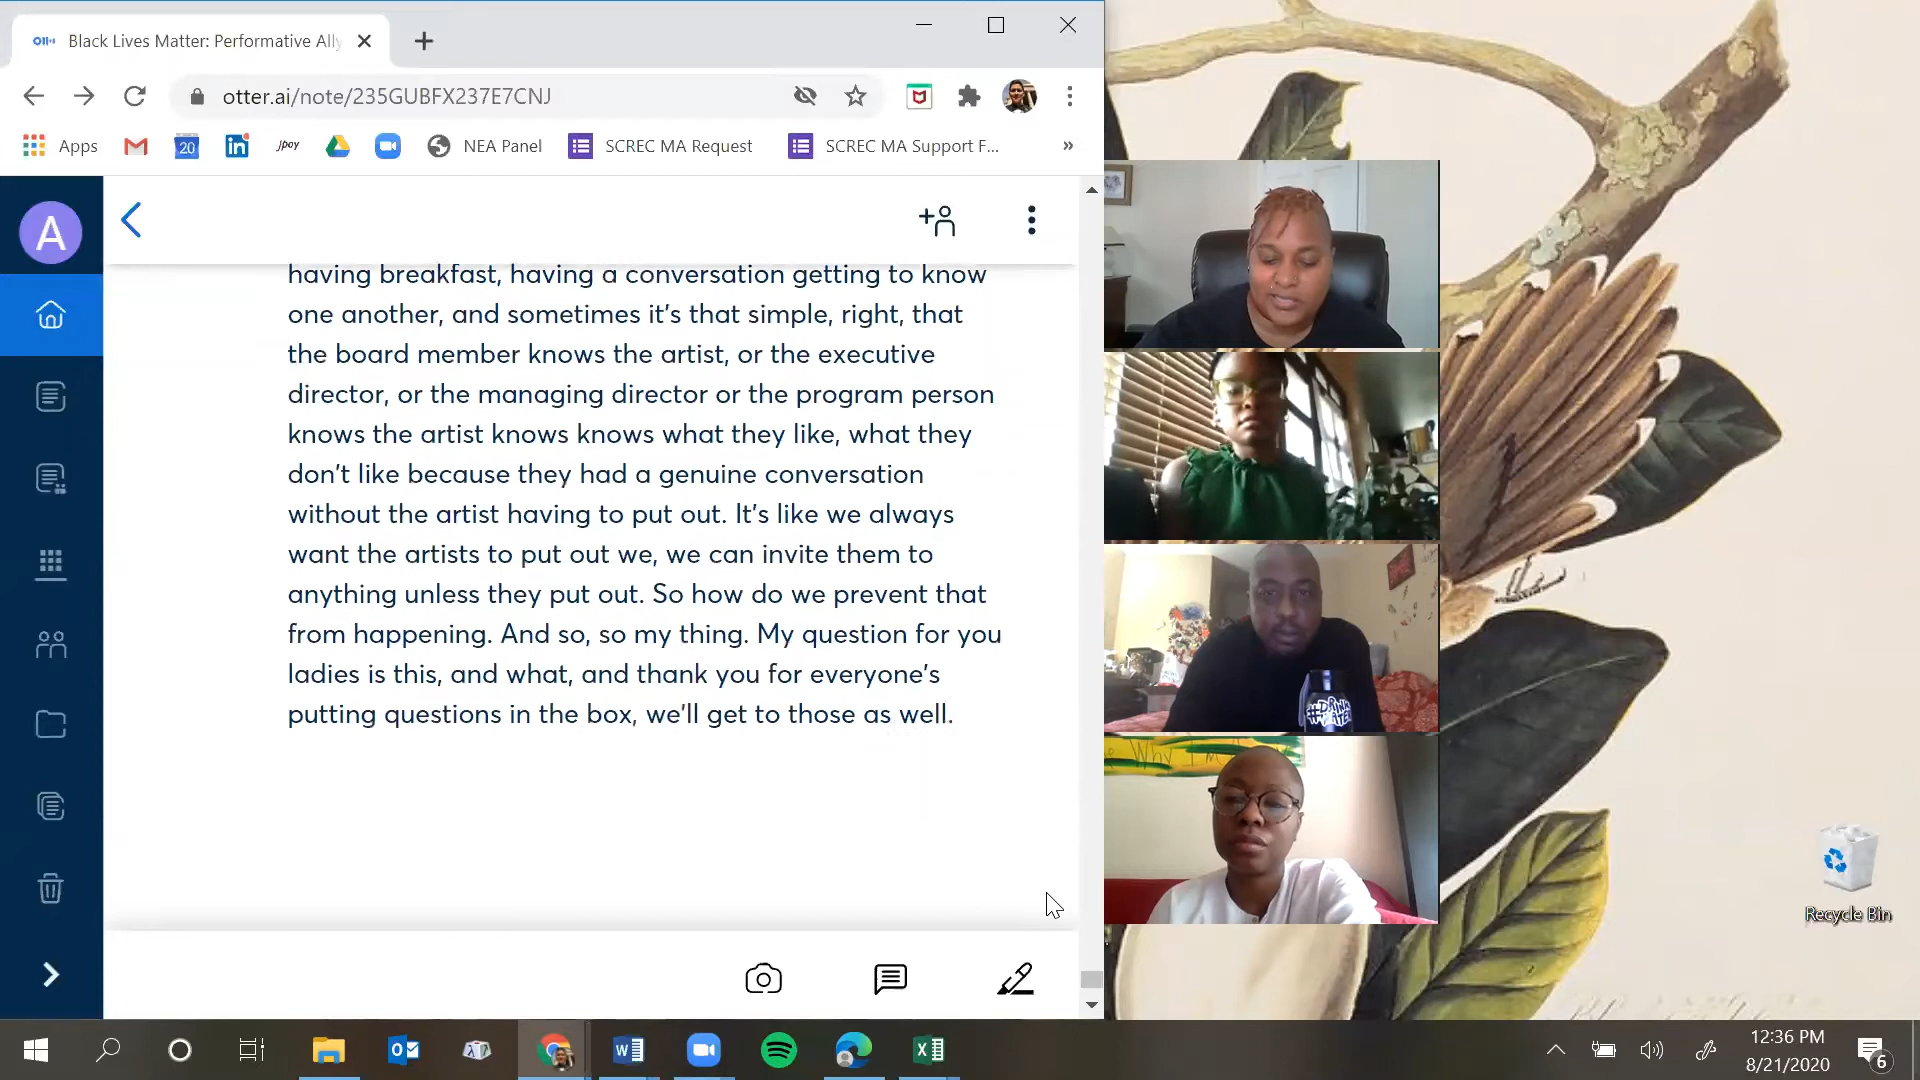 Black Lives Matter: Performative Ally
otter.ai/note/235GUBFX237E7CNJ
Apps
20
in
Jpay
NEA Panel
SCREC MA Request
SCREC MA Support F...
»
A
having breakfast, having a conversation getting to know
one another, and sometimes it's that simple, right, that
the board member knows the artist, or the executive
director, or the managing director or the program person
knows the artist knows knows what they like, what they
don't like because they had a genuine conversation
without the artist having to put out. It's like we always
want the artists to put out we, we can invite them to
anything unless they put out. So how do we prevent that
from happening. And so, so my thing. My question for you
ladies is this, and what, and thank you for everyone's
putting questions in the box, we'll get to those as well.
#DRINK
WATER
Why I'm
Recycle Bin
12:36 PM
8/21/2020
6